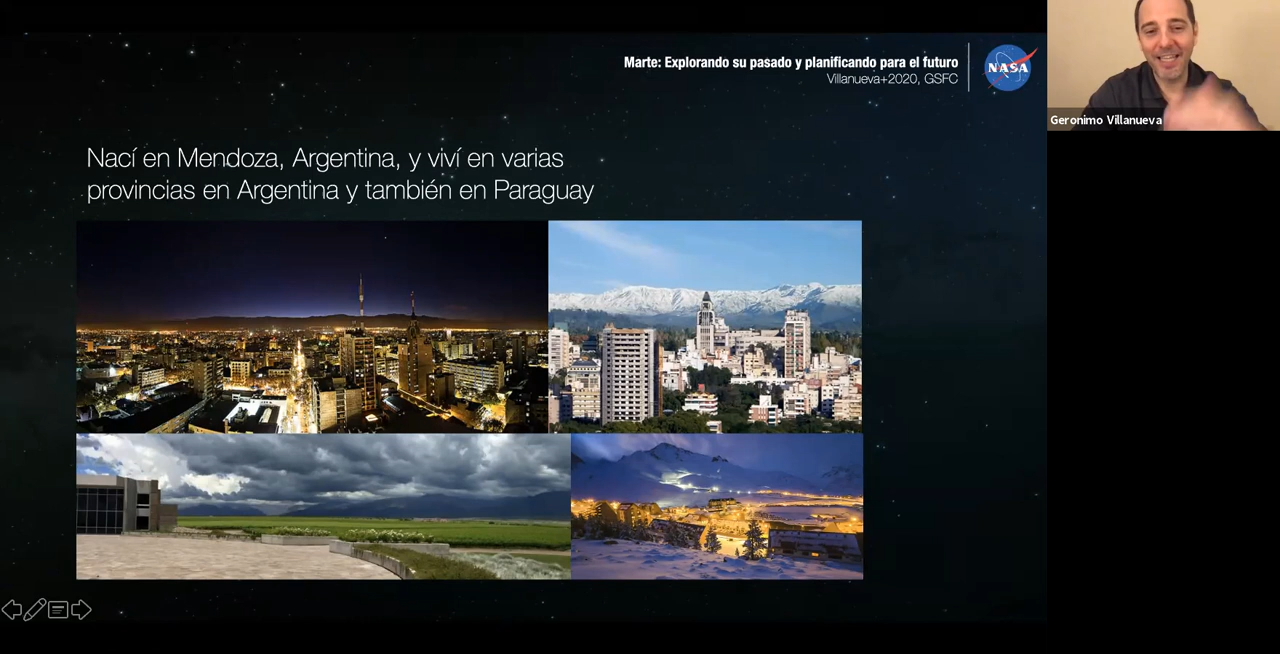 Marte: Explorando su pasado y planificando para el futuro
Villanueva+2020, GSFC
NASA
Geronimo Villanueva
Nací en Mendoza, Argentina, y viví en varias
provincias en Argentina y también en Paraguay